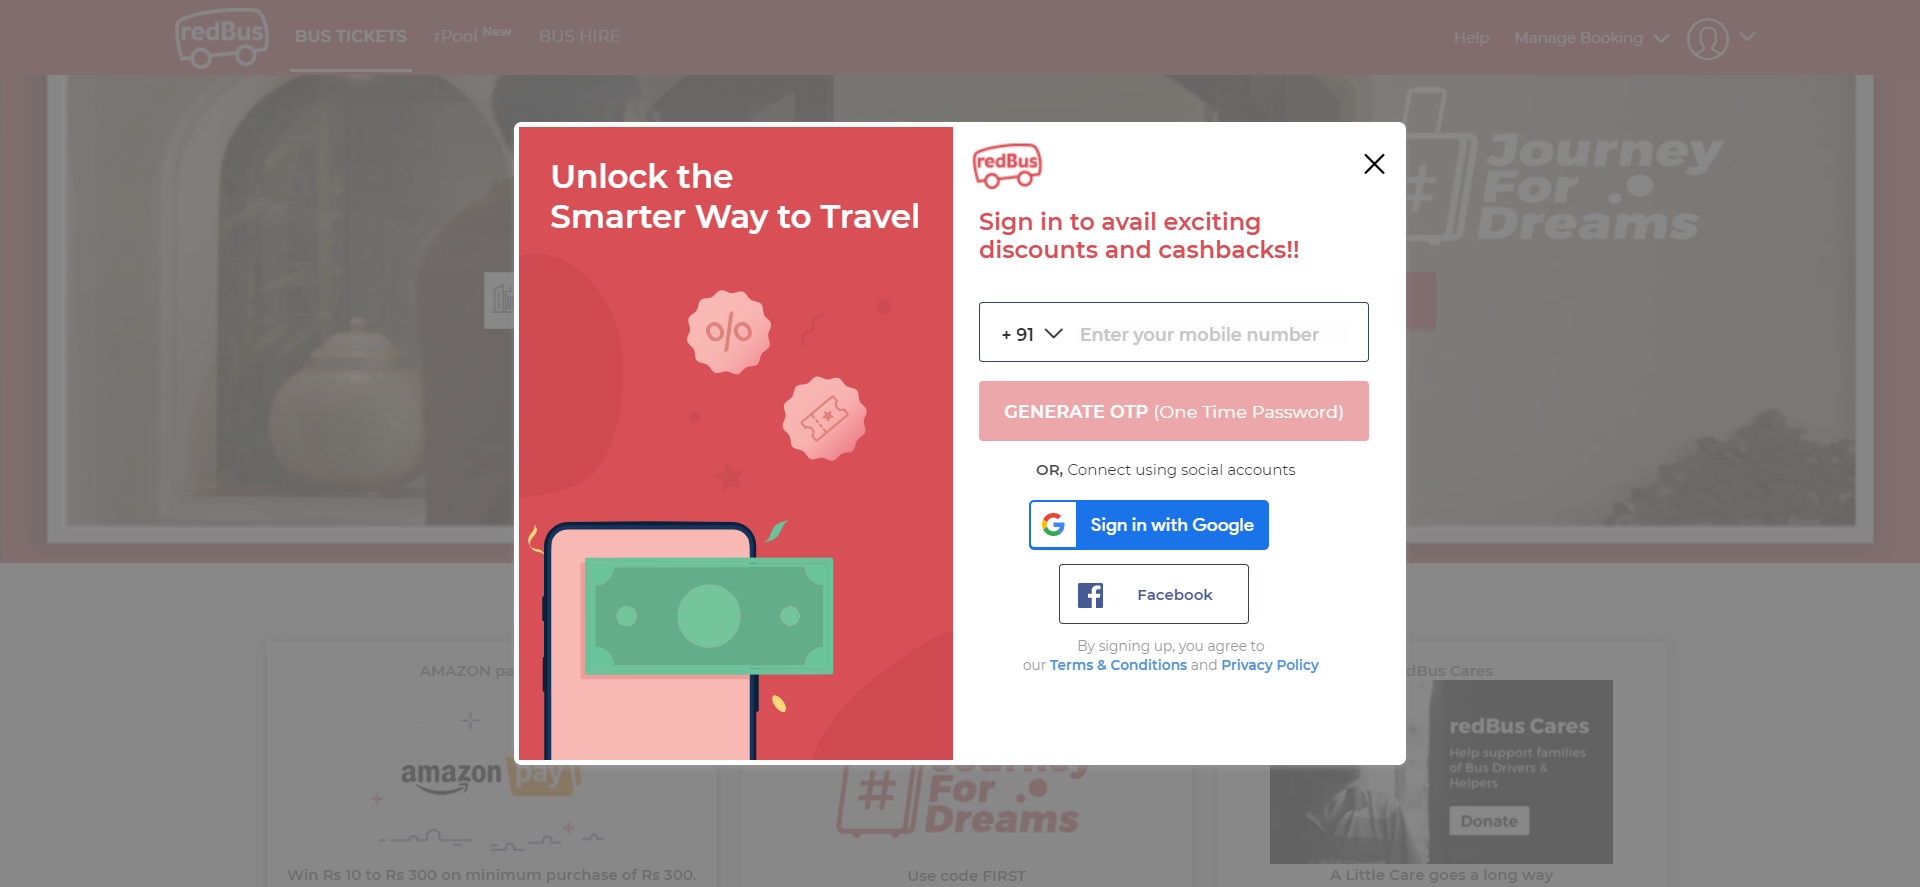 redBus
BUS TICKETS
rPool New
BUS HIRE
Help
Manage Booking
# Journey
For
Dreams
Unlock the
Smarter Way to Travel
%
redBus
Sign in to avail exciting
discounts and cashbacks!!
+ 91
Enter your mobile number
GENERATE OTP (One Time Password)
OR, Connect using social accounts
G Sign in with Google
f Facebook
By signing up, you agree to
our Terms & Conditions and Privacy Policy
AMAZON pa
amazon pay
Win Rs 10 to Rs 300 on minimum purchase of Rs 300.
# Journey
For
Dreams
Use code FIRST
dBus Cares
redBus Cares
Help support families
of Bus Drivers &
Helpers
Donate
A Little Care goes a long way